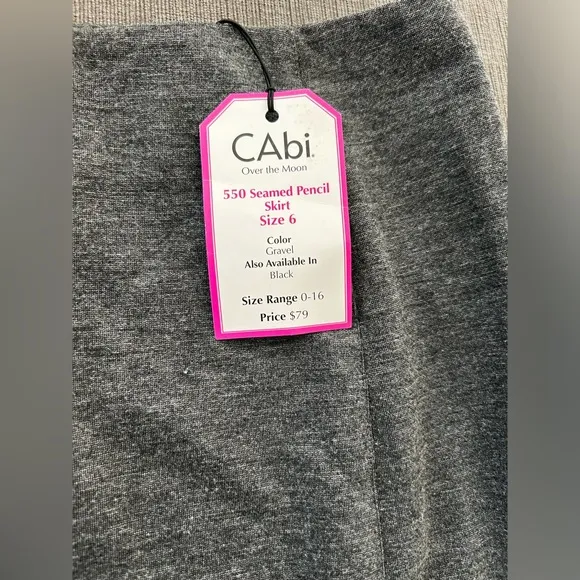 CAbi
Over the Moon
550 Seamed Pencil
Skirt
Size 6
Color
Gravel
Also Available In
Black
Size Range 0-16
Price $79